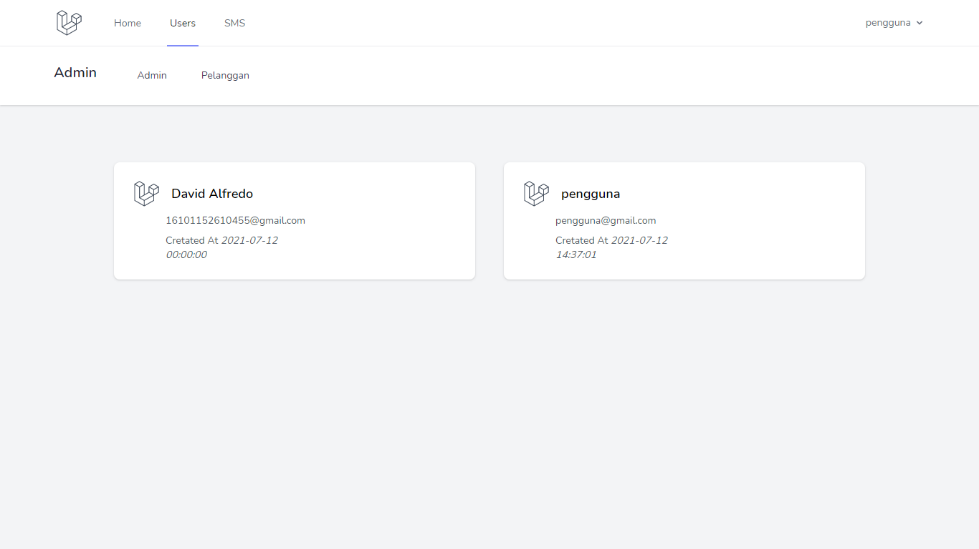 Home Users SMS pengguna
Admin Admin Pelanggan
David Alfredo
16101152610455@gmail.com
Cretated At 2021-07-12
00:00:00
pengguna
pengguna@gmail.com
Cretated At 2021-07-12
14:37:01